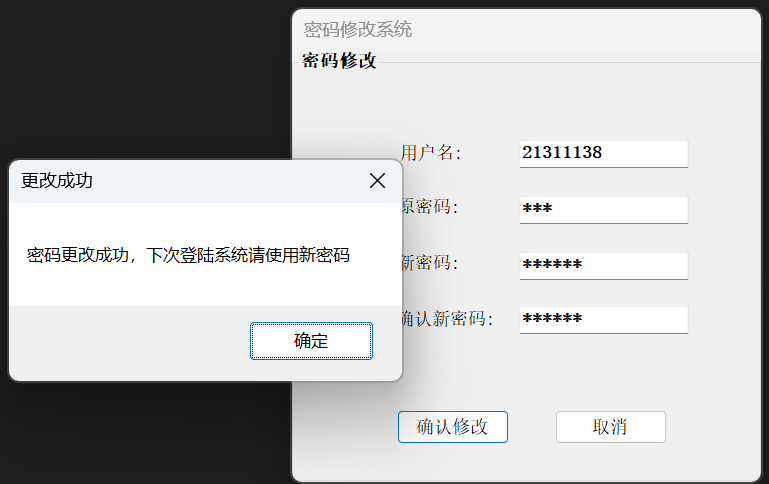 密码修改系统
密码修改
用户名： 21311138
原密码： ***
新密码： ******
确认新密码： ******
确认修改 取消
更改成功
密码更改成功，下次登陆系统请使用新密码
确定